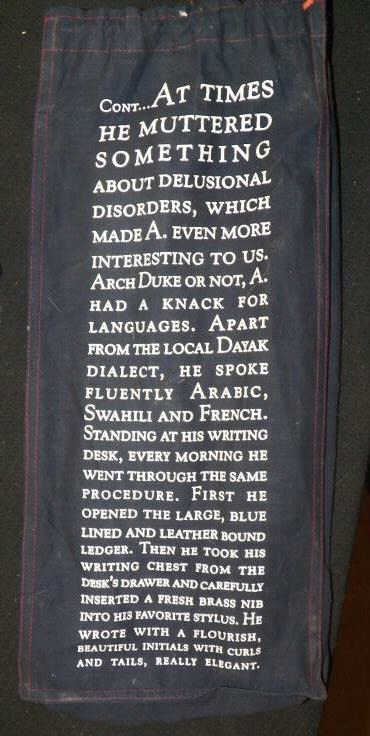 Cont...At times
he muttered
something
about delusional
disorders, which
made A. even more
interesting to us.
Arch Duke or not, A.
had a knack for
languages. Apart
from the local Dayak
dialect, he spoke
fluently Arabic,
Swahili and French.
Standing at his writing
desk, every morning he
went through the same
procedure. First he
opened the large, blue
lined and leather bound
ledger. Then he took his
writing chest from the
desk's drawer and carefully
inserted a fresh brass nib
into his favorite stylus. He
wrote with a flourish,
beautiful initials with curls
and tails, really elegant.